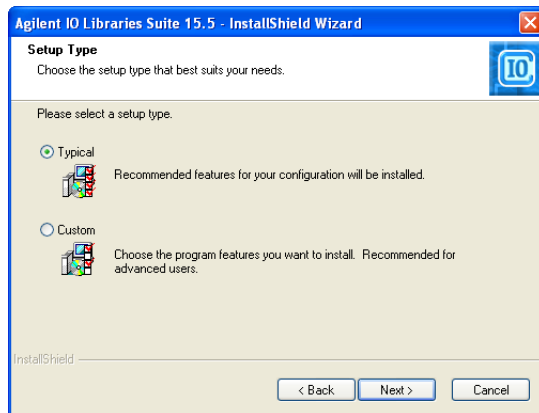 Agilent IO Libraries Suite 15.5 - InstallShield Wizard
Setup Type
Choose the setup type that best suits your needs.
IO
Please select a setup type.
Typical
Recommended features for your configuration will be installed.
Custom
Choose the program features you want to install. Recommended for
advanced users.
InstallShield
< Back Next > Cancel